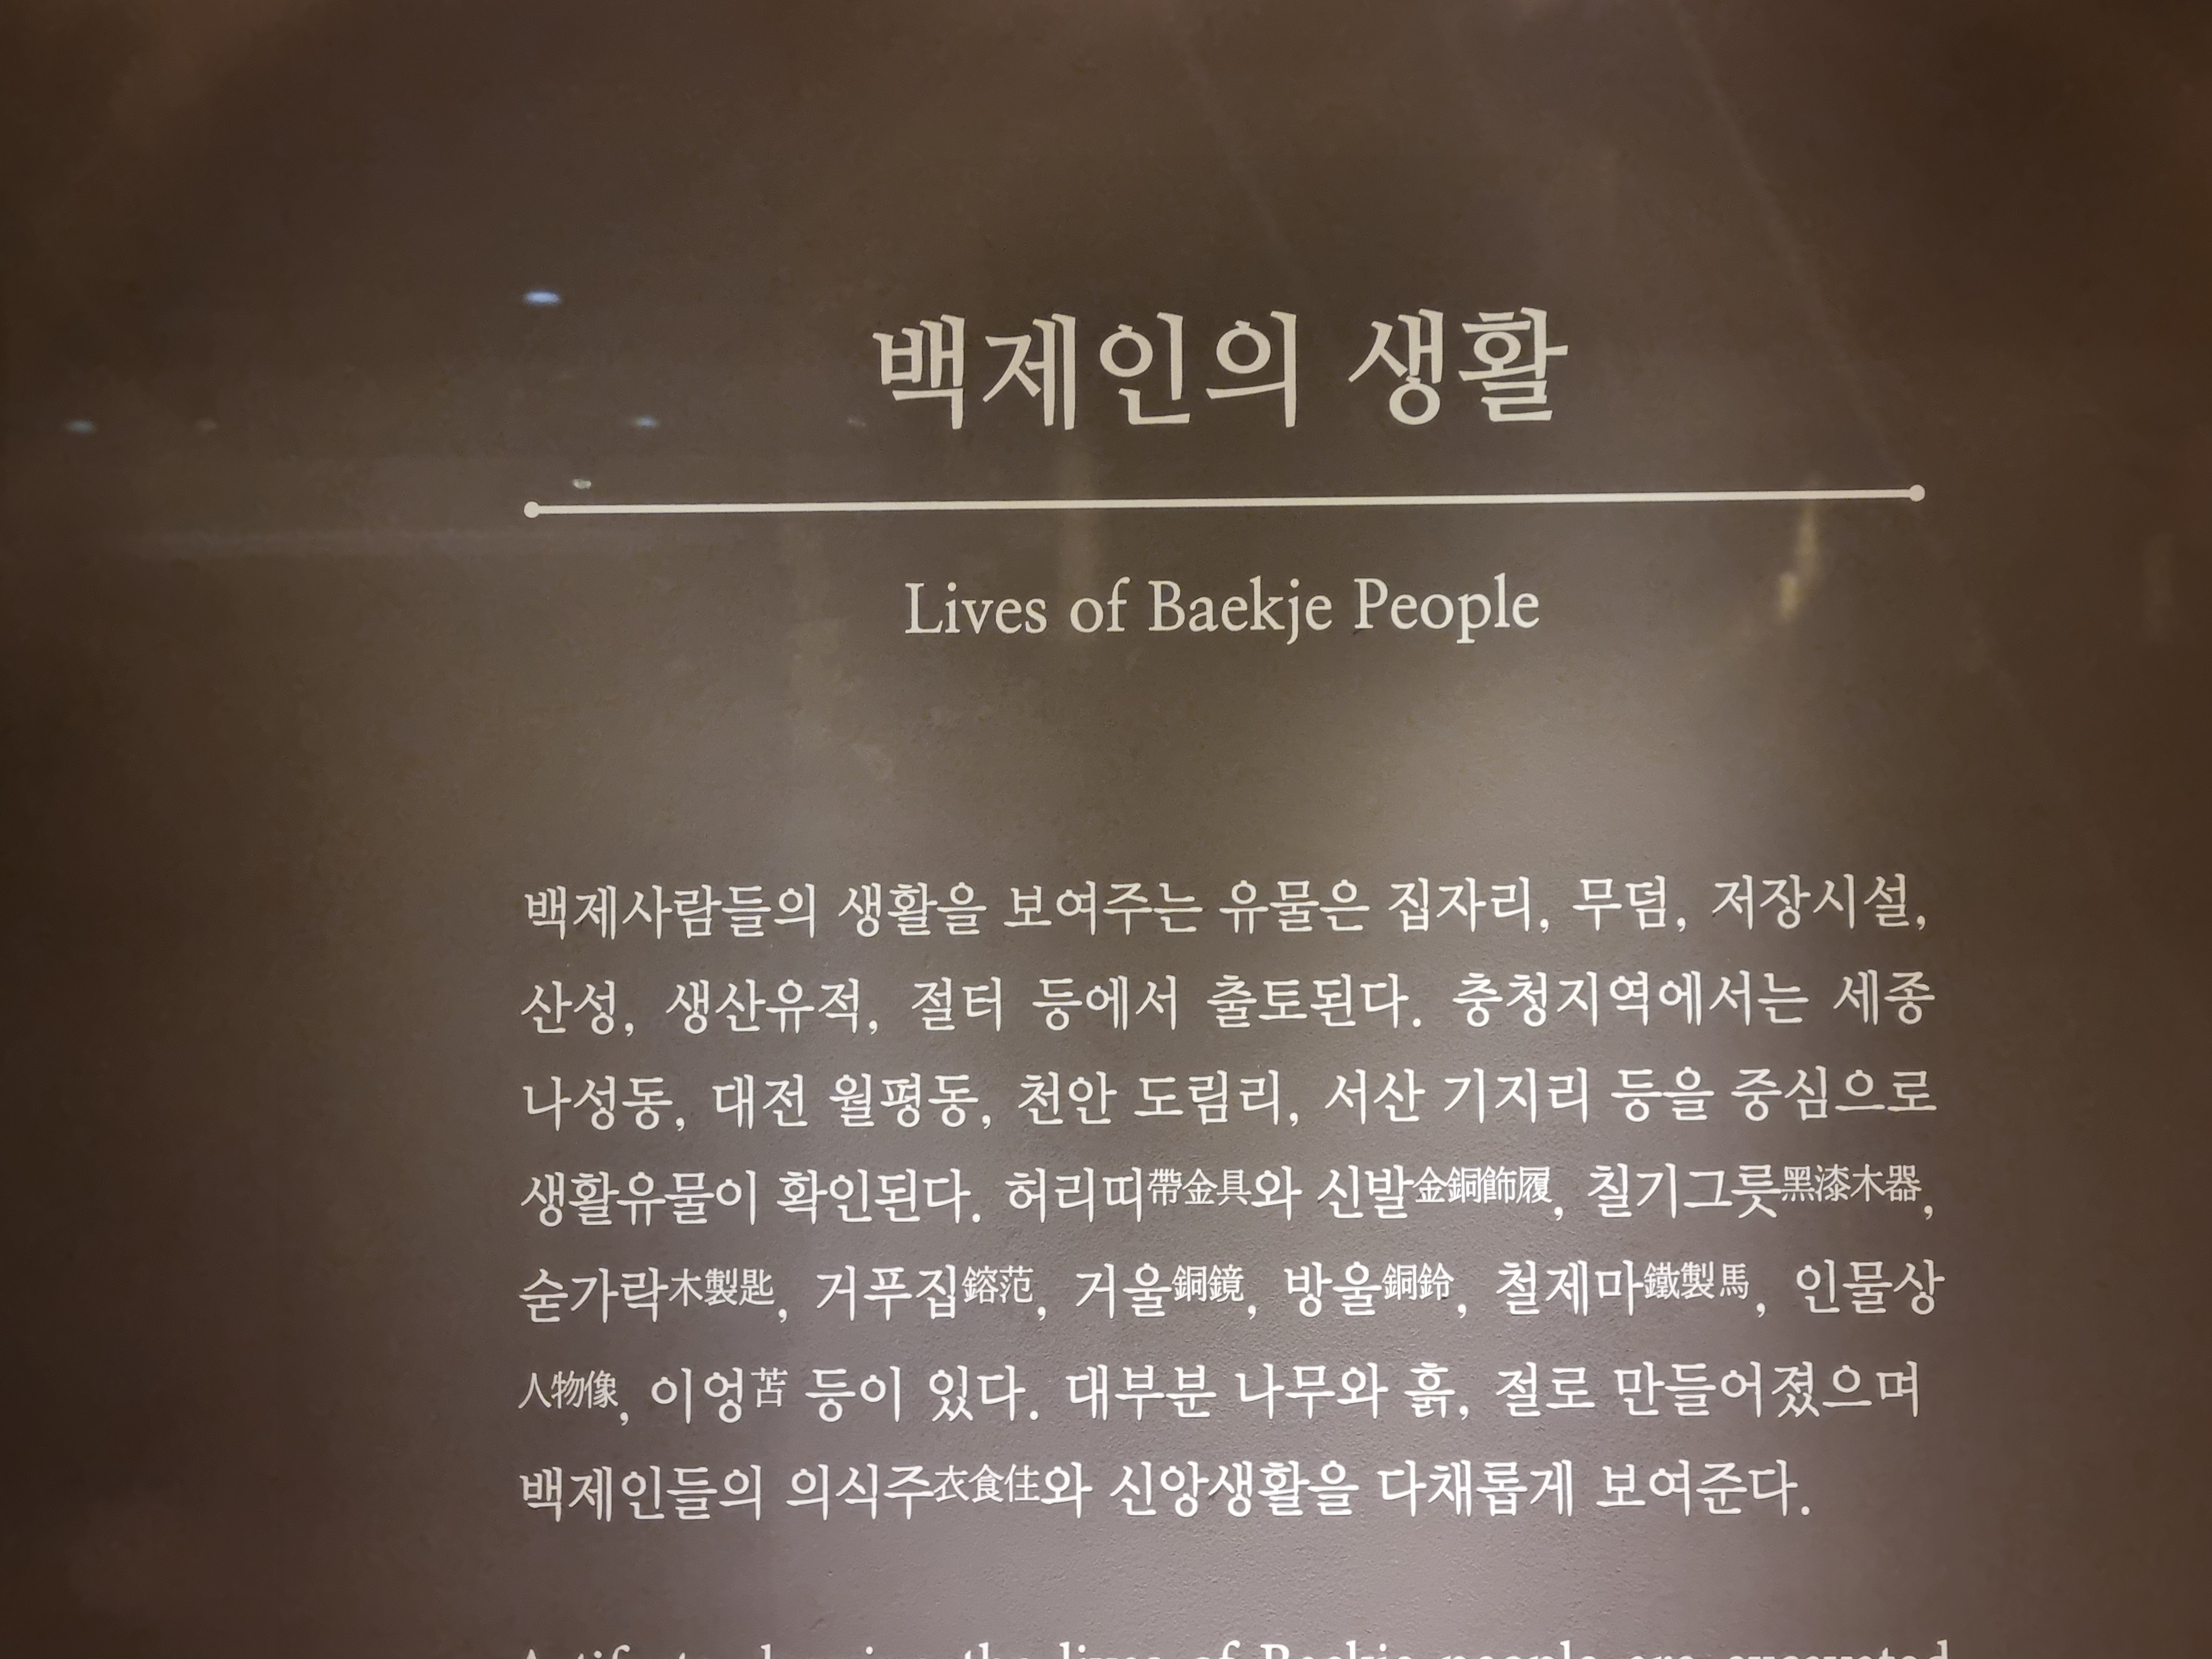 백제인의 생활
Lives of Baekje People
백제사람들의 생활을 보여주는 유물은 집자리, 무덤, 저장시설,
산성, 생산유적, 절터 등에서 출토된다. 충청지역에서는 세종
나성동, 대전 월평동, 천안 도림리, 서산 기지리 등을 중심으로
생활유물이 확인된다. 허리띠帶金具와 신발金銅飾履, 칠기그릇黑漆木器,
숟가락木製匙, 거푸집鎔范, 거울銅鏡, 방울銅鈴, 철제마鐵製馬, 인물상
人物像, 이엉苫 등이 있다. 대부분 나무와 흙, 절로 만들어졌으며
백제인들의 의식주衣食住와 신앙생활을 다채롭게 보여준다.
Artifacts showing the lives of Baekje people are excavated